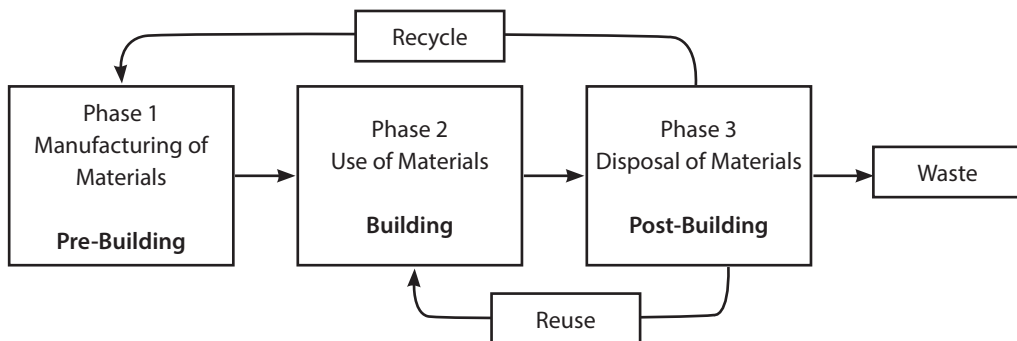 Recycle
Phase 1
Manufacturing of
Materials
Pre-Building
Phase 2
Use of Materials
Building
Phase 3
Disposal of Materials
Post-Building
Waste
Reuse